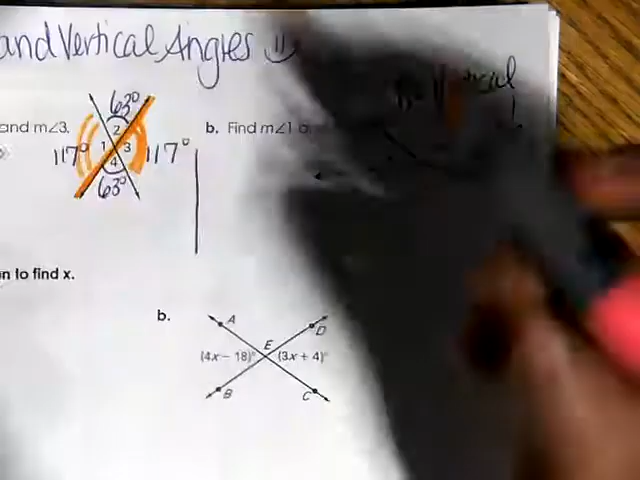 and Vertical Angles
and m∠3.
63°
2
117° 1 3 117°
4
63°
b. Find m∠1
n to find x.
b.
A
D
E
(4x − 18)° (3x + 4)°
B
C